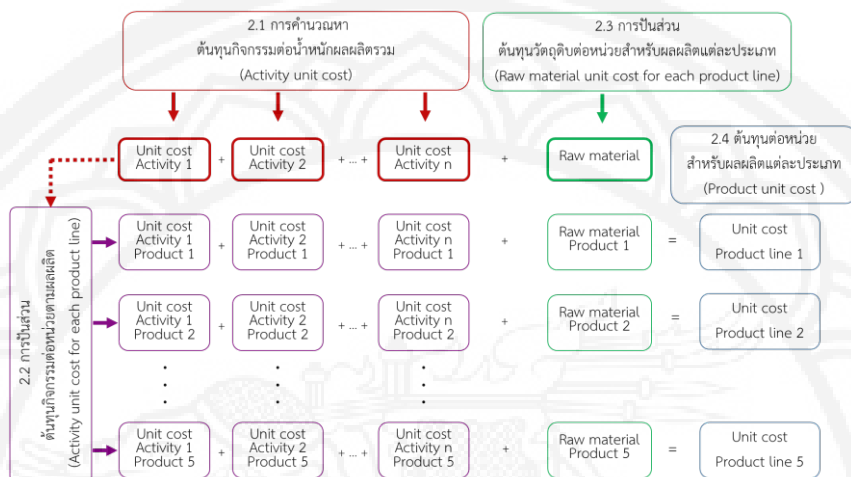 2.1 การคำนวณหา
ต้นทุนกิจกรรมต่อน้ำหนักผลผลิตรวม
(Activity unit cost)
2.3 การปันส่วน
ต้นทุนวัตถุดิบต่อหน่วยสำหรับผลผลิตแต่ละประเภท
(Raw material unit cost for each product line)
2.4 ต้นทุนต่อหน่วย
สำหรับผลผลิตแต่ละประเภท
(Product unit cost )
Unit cost
Activity 1
+
Unit cost
Activity 2
+ ... +
Unit cost
Activity n
+
Raw material
2.2 การปันส่วน
ต้นทุนกิจกรรมต่อหน่วยตามผลผลิต
(Activity unit cost for each product line)
Unit cost
Activity 1
Product 1
+
Unit cost
Activity 2
Product 1
+ ... +
Unit cost
Activity n
Product 1
+
Raw material
Product 1
=
Unit cost
Product line 1
Unit cost
Activity 1
Product 2
+
Unit cost
Activity 2
Product 2
+ ... +
Unit cost
Activity n
Product 2
+
Raw material
Product 2
=
Unit cost
Product line 2
Unit cost
Activity 1
Product 5
+
Unit cost
Activity 2
Product 5
+ ... +
Unit cost
Activity n
Product 5
+
Raw material
Product 5
=
Unit cost
Product line 5